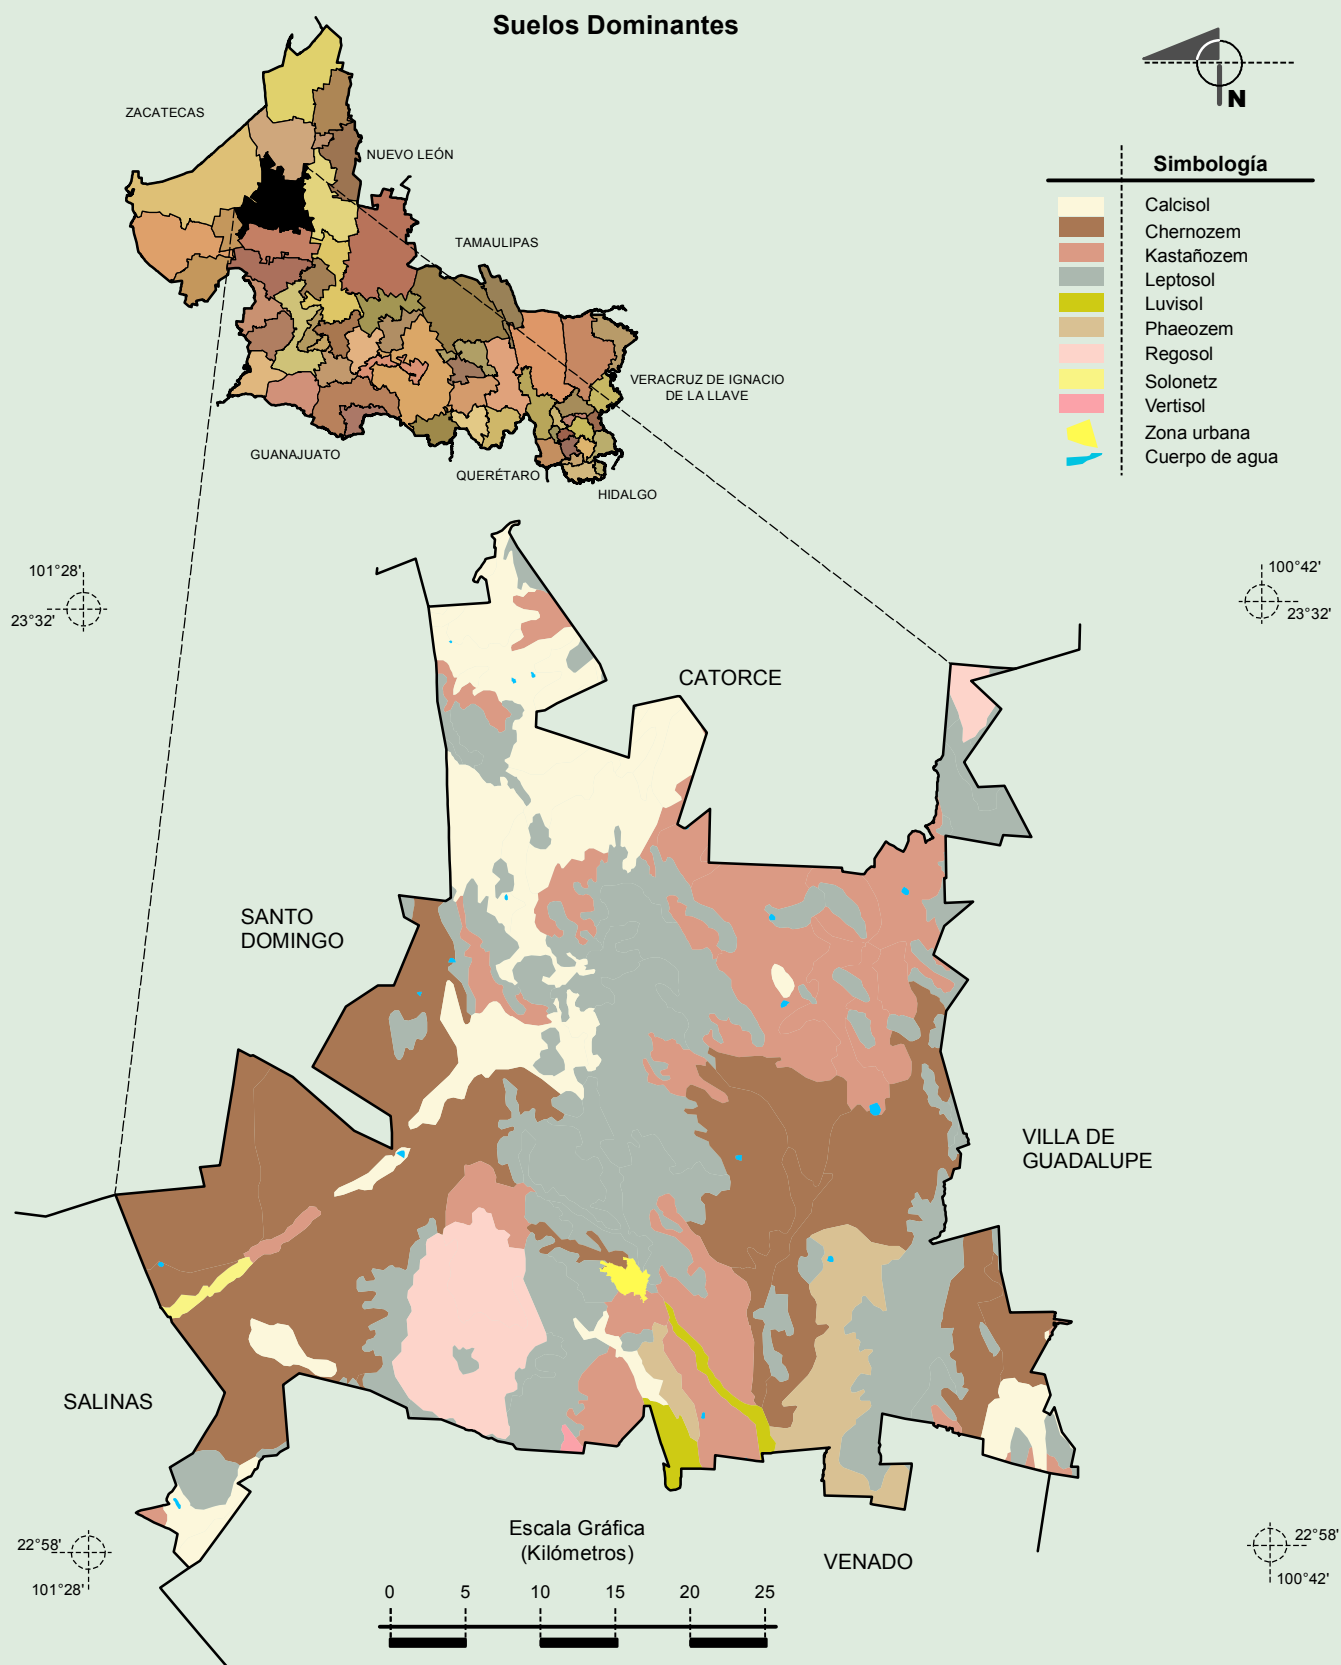 Suelos Dominantes
N
ZACATECAS
NUEVO LEÓN
TAMAULIPAS
VERACRUZ DE IGNACIO
DE LA LLAVE
GUANAJUATO
QUERÉTARO
HIDALGO
Simbología
Calcisol
Chernozem
Kastañozem
Leptosol
Luvisol
Phaeozem
Regosol
Solonetz
Vertisol
Zona urbana
Cuerpo de agua
101°28'
23°32'
100°42'
23°32'
CATORCE
SANTO
DOMINGO
VILLA DE
GUADALUPE
SALINAS
VENADO
22°58'
101°28'
22°58'
100°42'
Escala Gráfica
(Kilómetros)
0 5 10 15 20 25